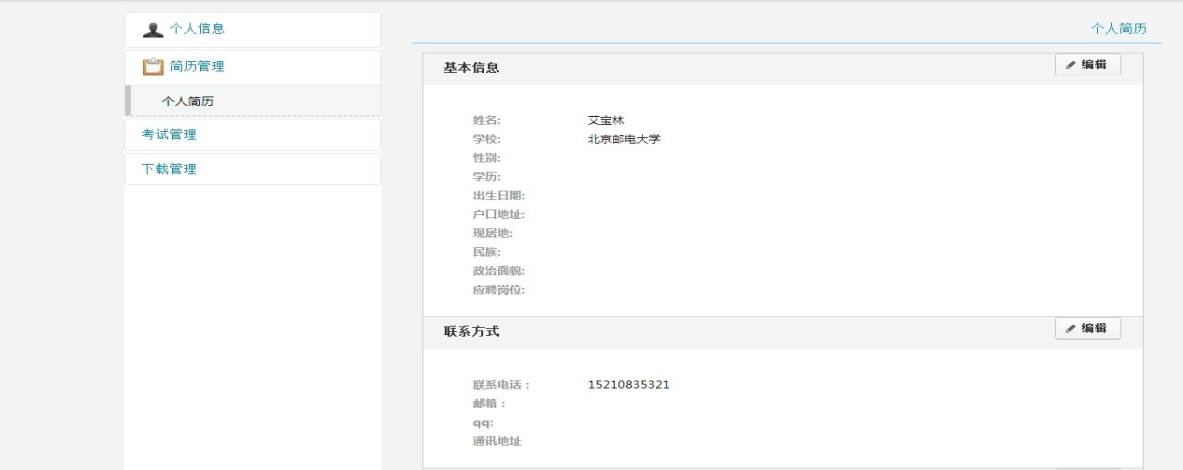 个人信息
简历管理
个人简历
考试管理
下载管理
个人简历
基本信息
编辑
姓名: 艾宝林
学校: 北京邮电大学
性别:
学历:
出生日期:
户口地址:
现居地:
民族:
政治面貌:
应聘岗位:
联系方式
编辑
联系电话： 15210835321
邮箱：
qq:
通讯地址